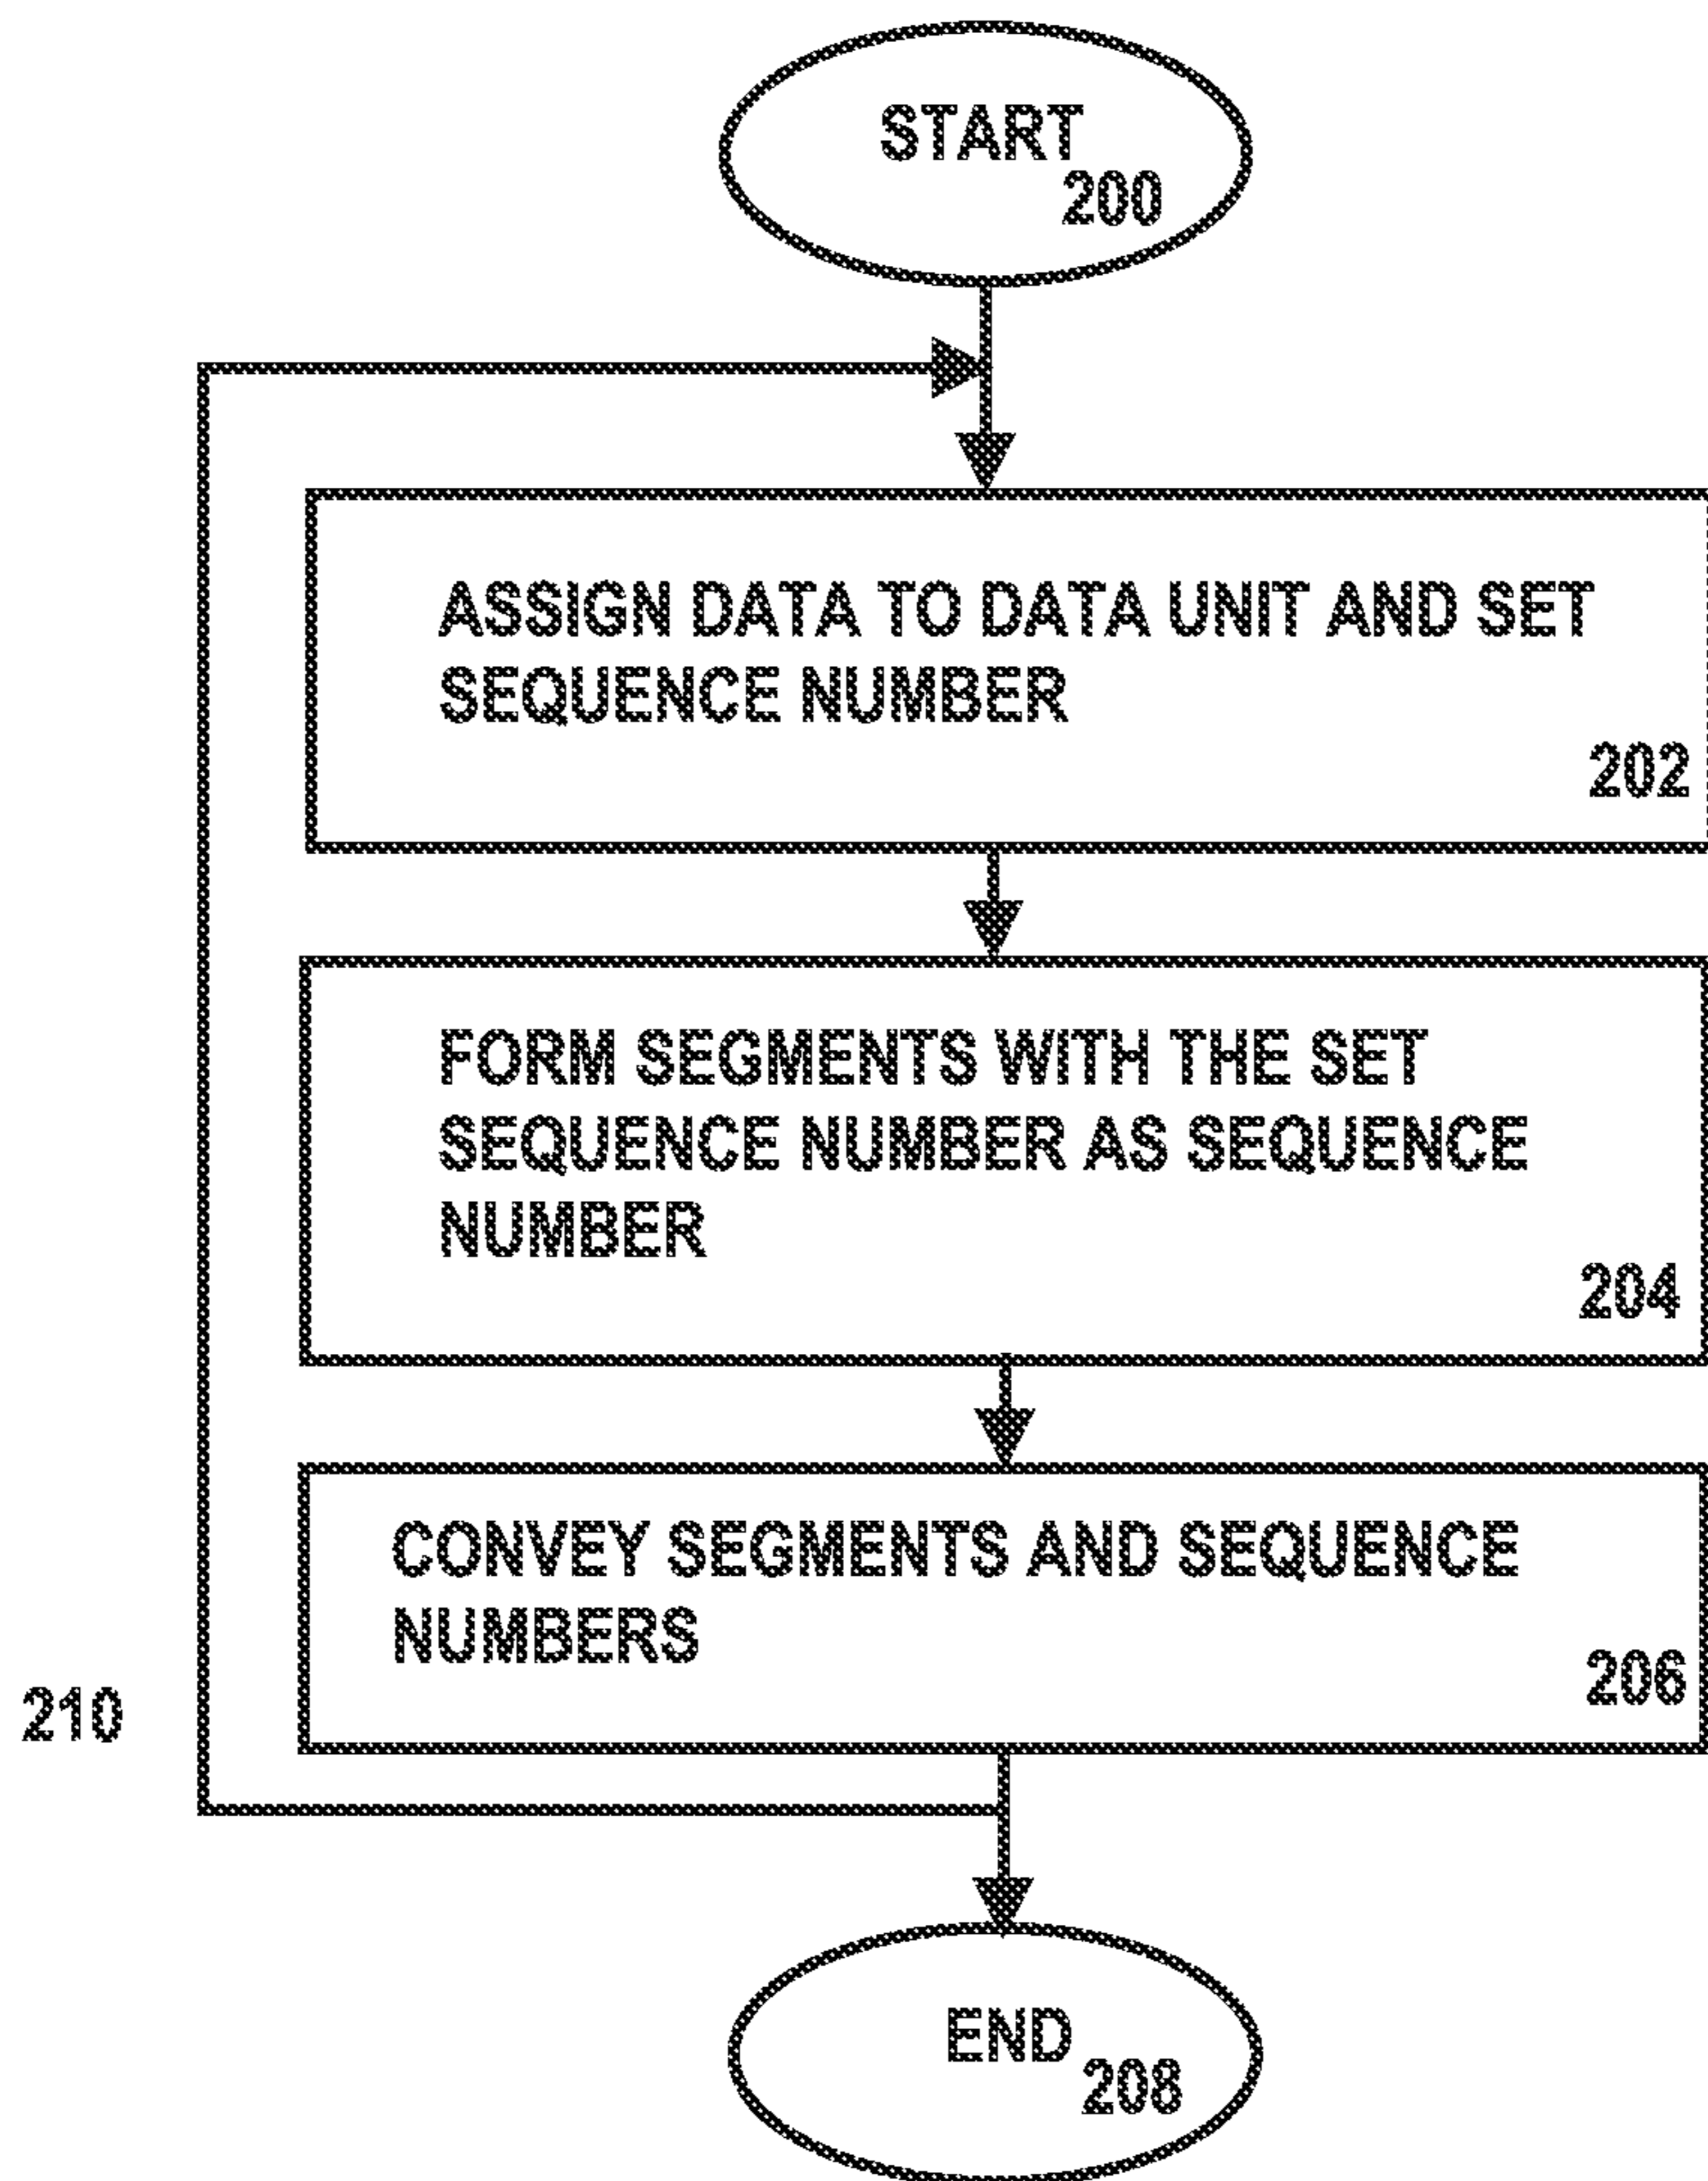 START
200
ASSIGN DATA TO DATA UNIT AND SET
SEQUENCE NUMBER
202
FORM SEGMENTS WITH THE SET
SEQUENCE NUMBER AS SEQUENCE
NUMBER
204
CONVEY SEGMENTS AND SEQUENCE
NUMBERS
206
210
END
208